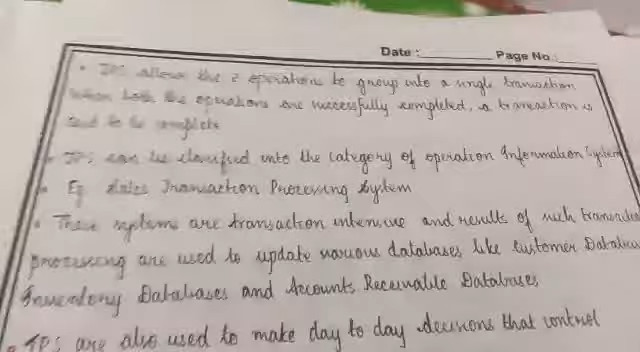 Date : Page No :
• TPS allows the 2 operations to group into a single transaction
when both the operations are successfully completed, a transaction is
said to be complete
• TPS can be classified into the category of operation Information System
• Eg Sales Transaction Processing System
• These systems are transaction intensive and results of such
processing are used to update various databases like Customer
Inventory Databases and Accounts Receivable Databases
• TPS are also used to make day to day decisions that control